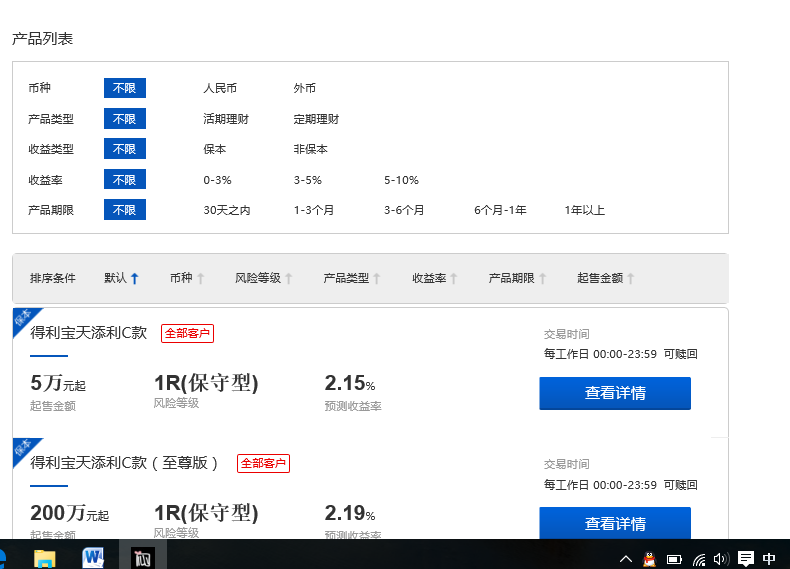 产品列表
币种 不限 人民币 外币
产品类型 不限 活期理财 定期理财
收益类型 不限 保本 非保本
收益率 不限 0-3% 3-5% 5-10%
产品期限 不限 30天之内 1-3个月 3-6个月 6个月-1年 1年以上
排序条件 默认 币种 风险等级 产品类型 收益率 产品期限 起售金额
保本
得利宝天添利C款 全部客户 交易时间
每工作日 00:00-23:59 可赎回
5万元起 1R(保守型) 2.15% 查看详情
起售金额 风险等级 预测收益率
保本
得利宝天添利C款（至尊版） 全部客户 交易时间
每工作日 00:00-23:59 可赎回
200万元起 1R(保守型) 2.19% 查看详情
起售金额 风险等级 预测收益率
W 中